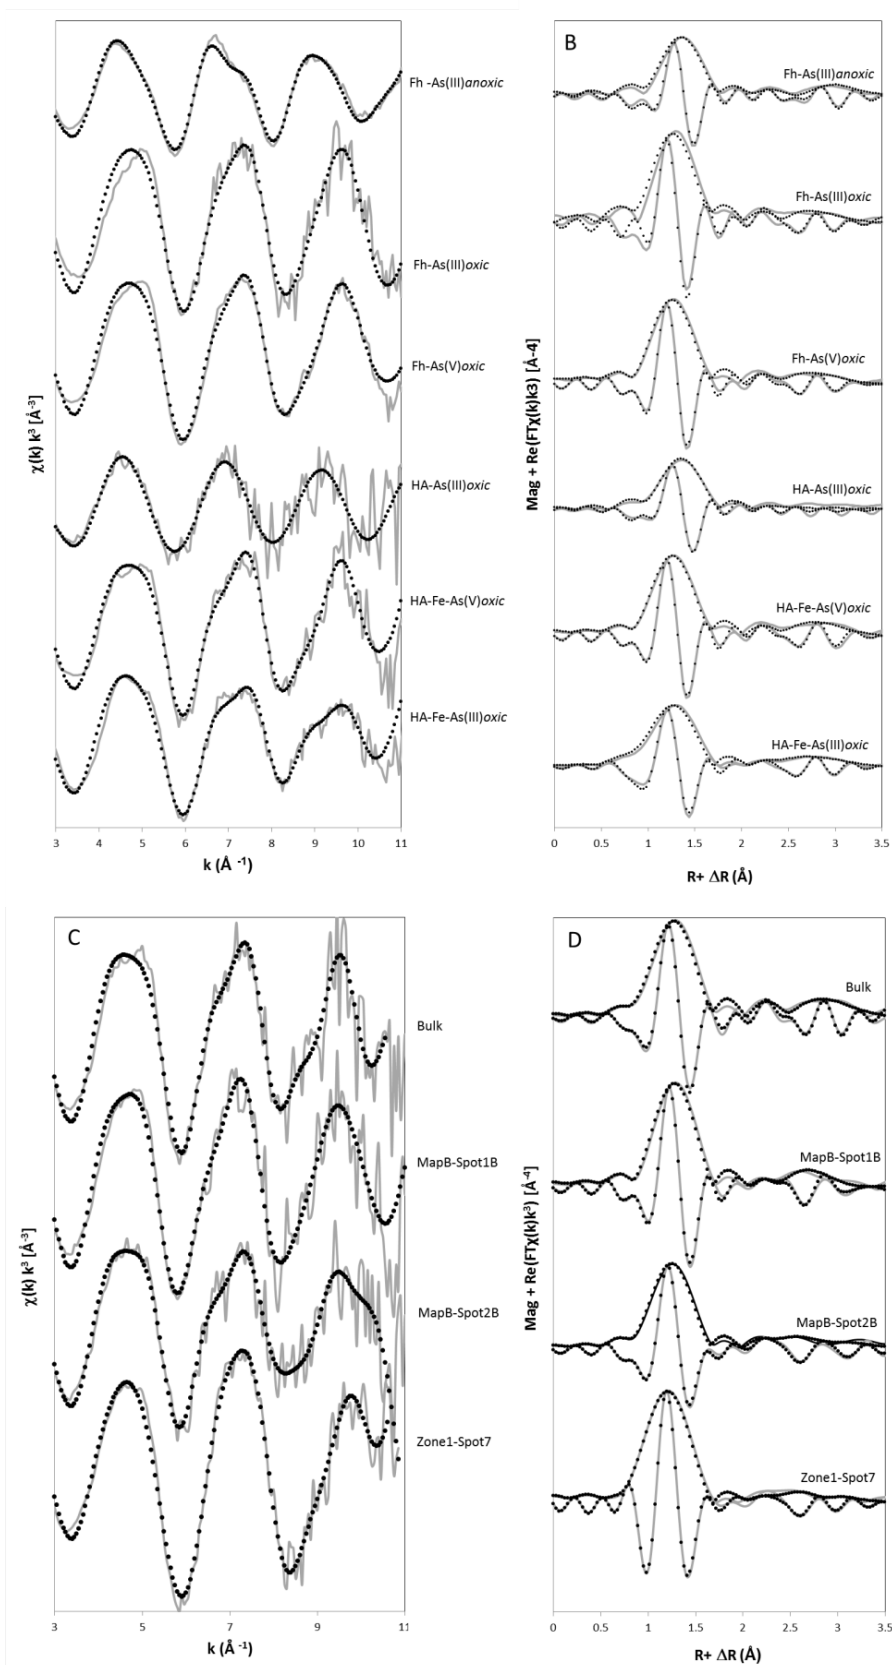 B
Fh -As(III)anoxic
Fh-As(III)anoxic
Fh-As(III)oxic
Fh-As(III)oxic
Fh-As(V)oxic
Fh-As(V)oxic
χ(k) k³ [Å-³]
Mag + Re(FTχ(k)k3) [Å-4]
HA-As(III)oxic
HA-As(III)oxic
HA-Fe-As(V)oxic
HA-Fe-As(V)oxic
HA-Fe-As(III)oxic
HA-Fe-As(III)oxic
3 4 5 6 7 8 9 10 11
0 0.5 1 1.5 2 2.5 3 3.5
k (Å -1)
R+ ΔR (Å)
C
D
Bulk
Bulk
MapB-Spot1B
MapB-Spot1B
χ(k) k³ [Å-³]
Mag + Re(FTχ(k)k³) [Å-⁴]
MapB-Spot2B
MapB-Spot2B
Zone1-Spot7
Zone1-Spot7
3 5 7 9 11
0 0.5 1 1.5 2 2.5 3 3.5
k (Å-1)
R+ ΔR (Å)